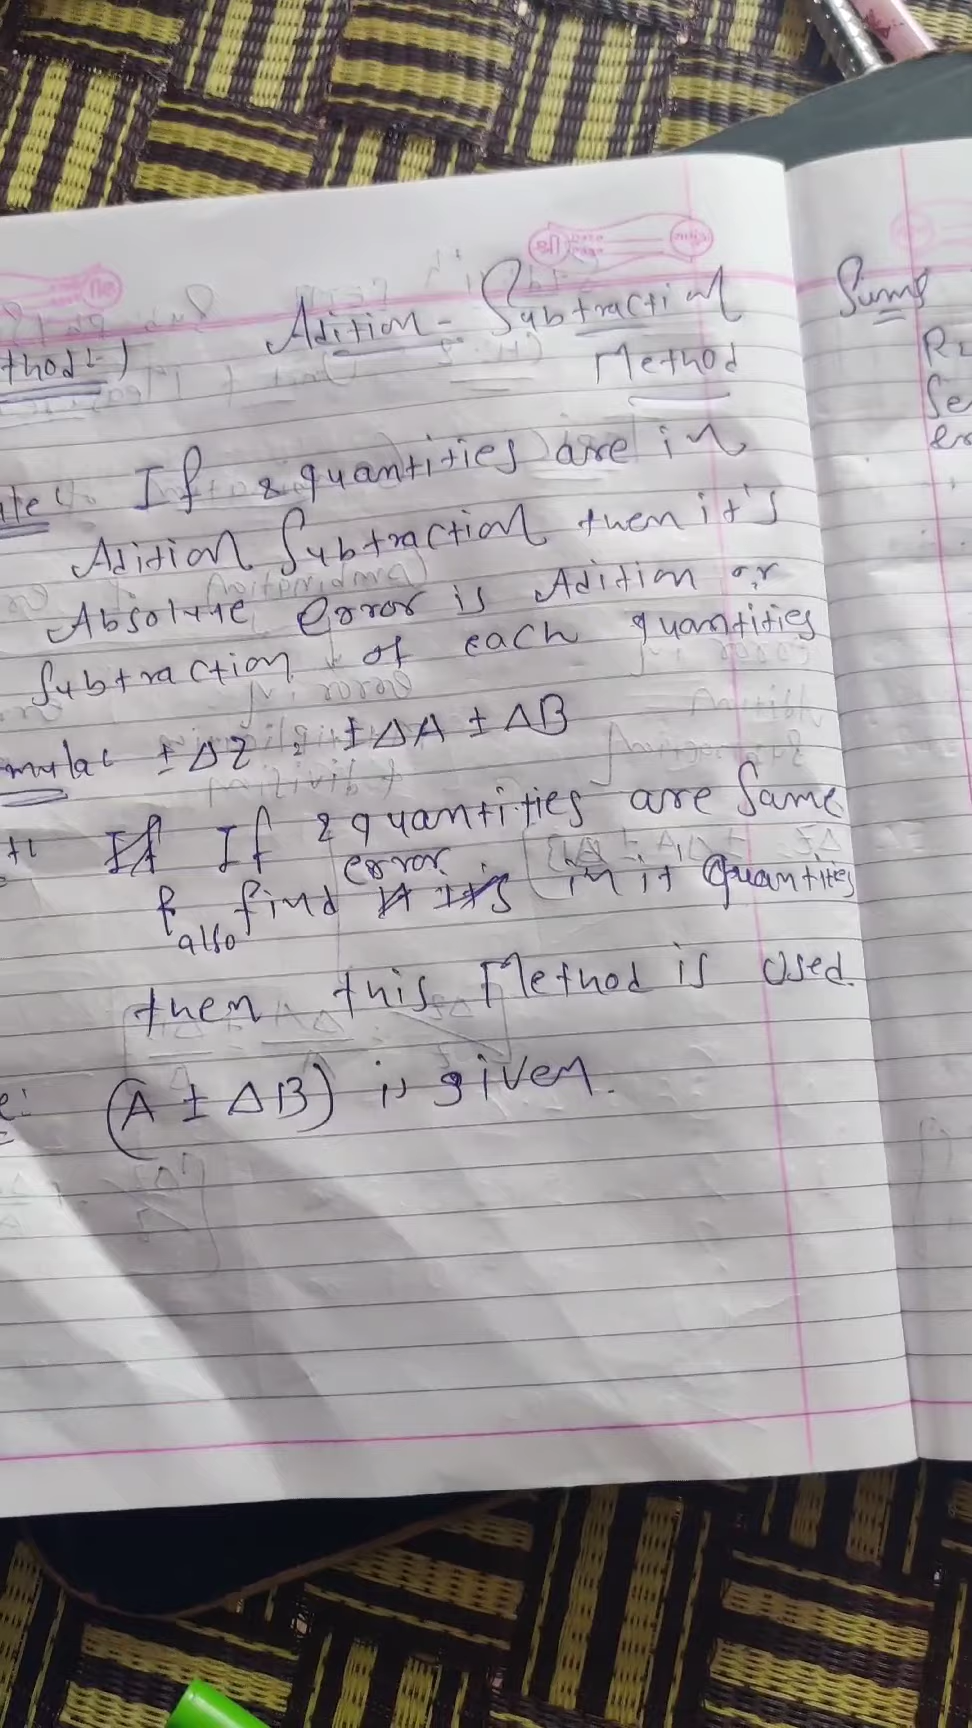 श्री
Sums
thod:-) Adition - Subtraction
Method
If 2 quantities are in
Adition Subtraction then it's
Absolute Error is Adition or
Subtraction of each quantities
± ΔZ = ± ΔA ± ΔB
If 2 quantities are Same
error
& find in it Quantities
also
then this Method is Used.
(A ± ΔB) is given.